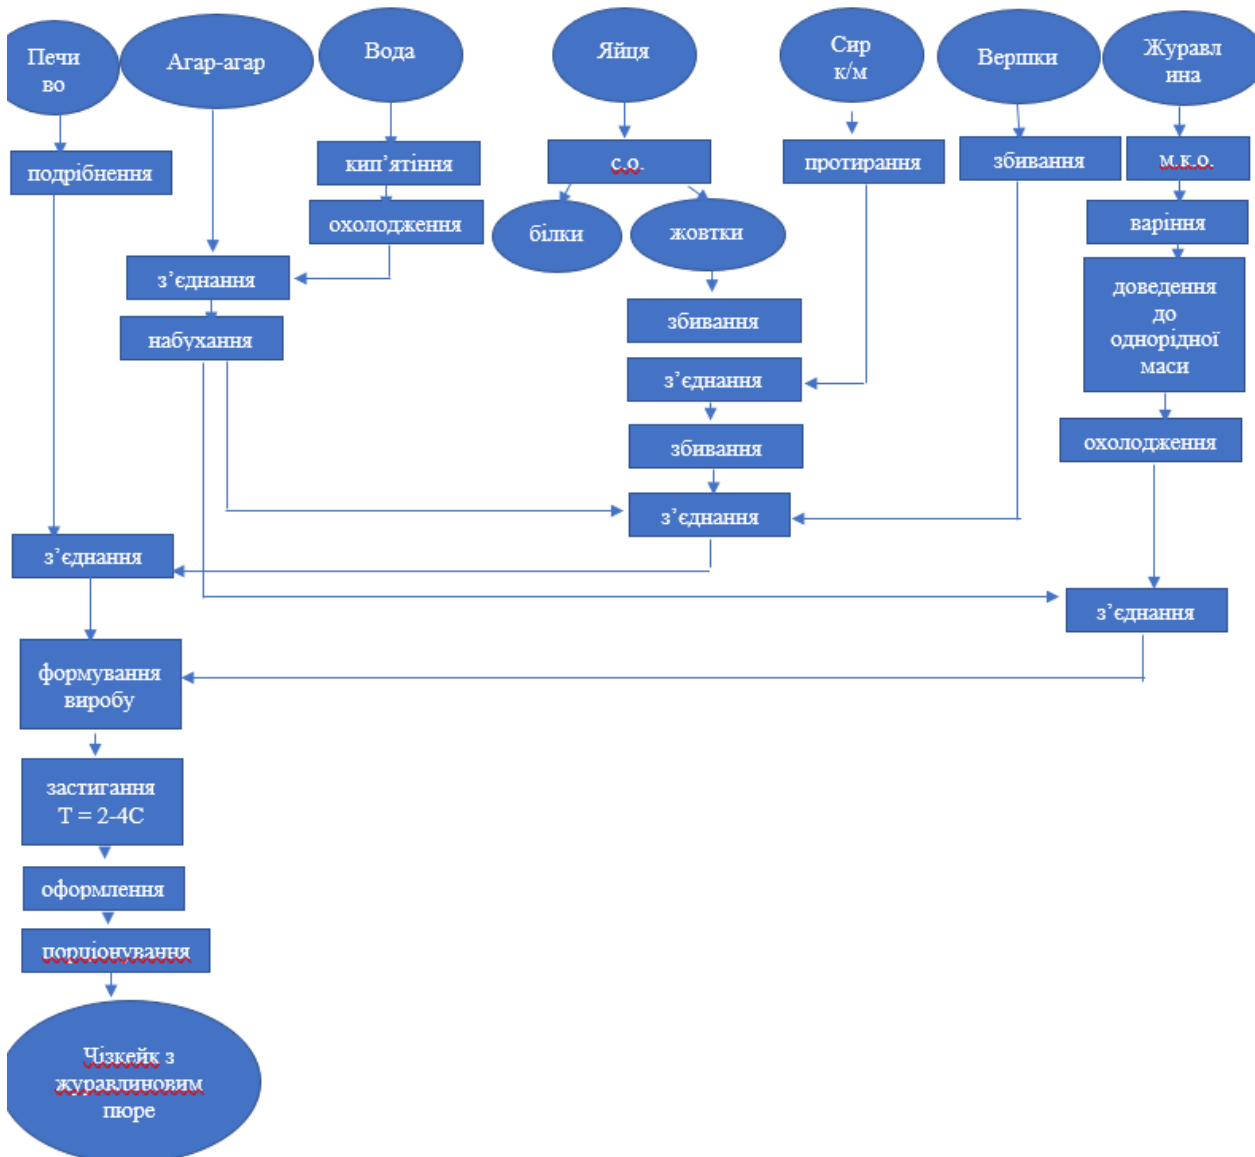 Печи
во
Агар-агар
Вода
Яйця
Сир
к/м
Вершки
Журавл
ина
подрібнення
кип’ятіння
с.о.
протирання
збивання
м.к.о.
охолодження
білки
жовтки
варіння
з’єднання
набухання
збивання
доведення
до
однорідної
маси
з’єднання
збивання
охолодження
з’єднання
з’єднання
з’єднання
формування
виробу
застигання
Т = 2-4С
оформлення
порціонування
Чізкейк з
журавлиновим
пюре